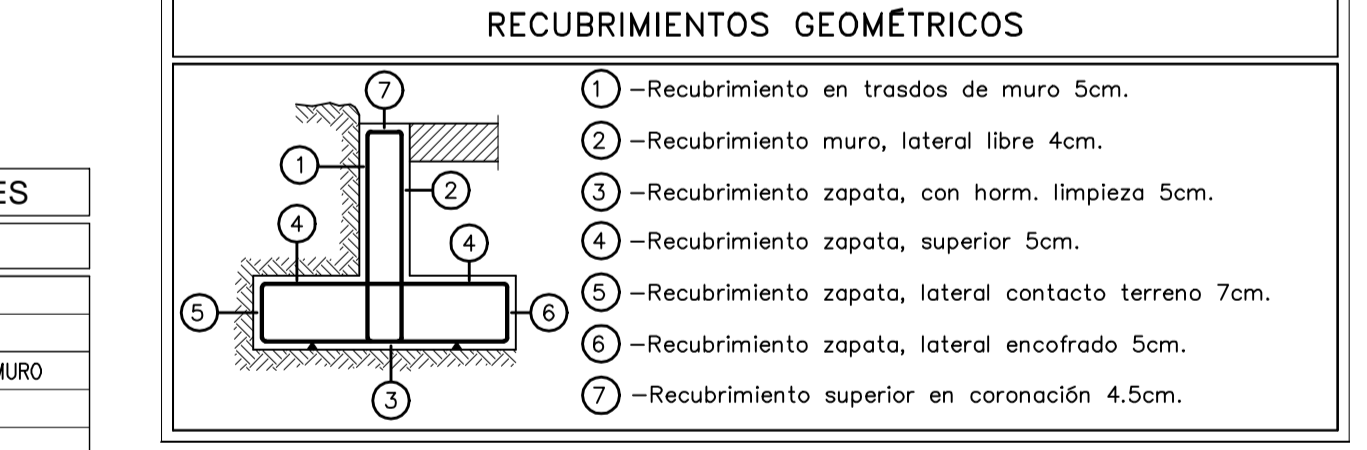 RECUBRIMIENTOS GEOMÉTRICOS
1 -Recubrimiento en trasdos de muro 5cm.
2 -Recubrimiento muro, lateral libre 4cm.
3 -Recubrimiento zapata, con horm. limpieza 5cm.
4 -Recubrimiento zapata, superior 5cm.
5 -Recubrimiento zapata, lateral contacto terreno 7cm.
6 -Recubrimiento zapata, lateral encofrado 5cm.
7 -Recubrimiento superior en coronación 4.5cm.
7
1
2
4
4
5
6
3
ES
MURO